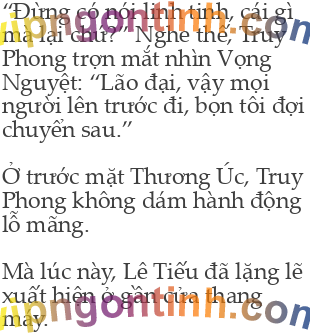 “Đừng có nói linh tinh, cái gì
mà lại chứ?” Nghe thế, Truy
Phong trợn mắt nhìn Vọng
Nguyệt: “Lão đại, vậy mọi
người lên trước đi, bọn tôi đợi
chuyến sau.”
Ở trước mặt Thương Úc, Truy
Phong không dám hành động
lỗ mãng.
Mà lúc này, Lê Tiếu đã lặng lẽ
xuất hiện ở gần cửa thang
máy.
vipngontinh.com
vipngontinh.com